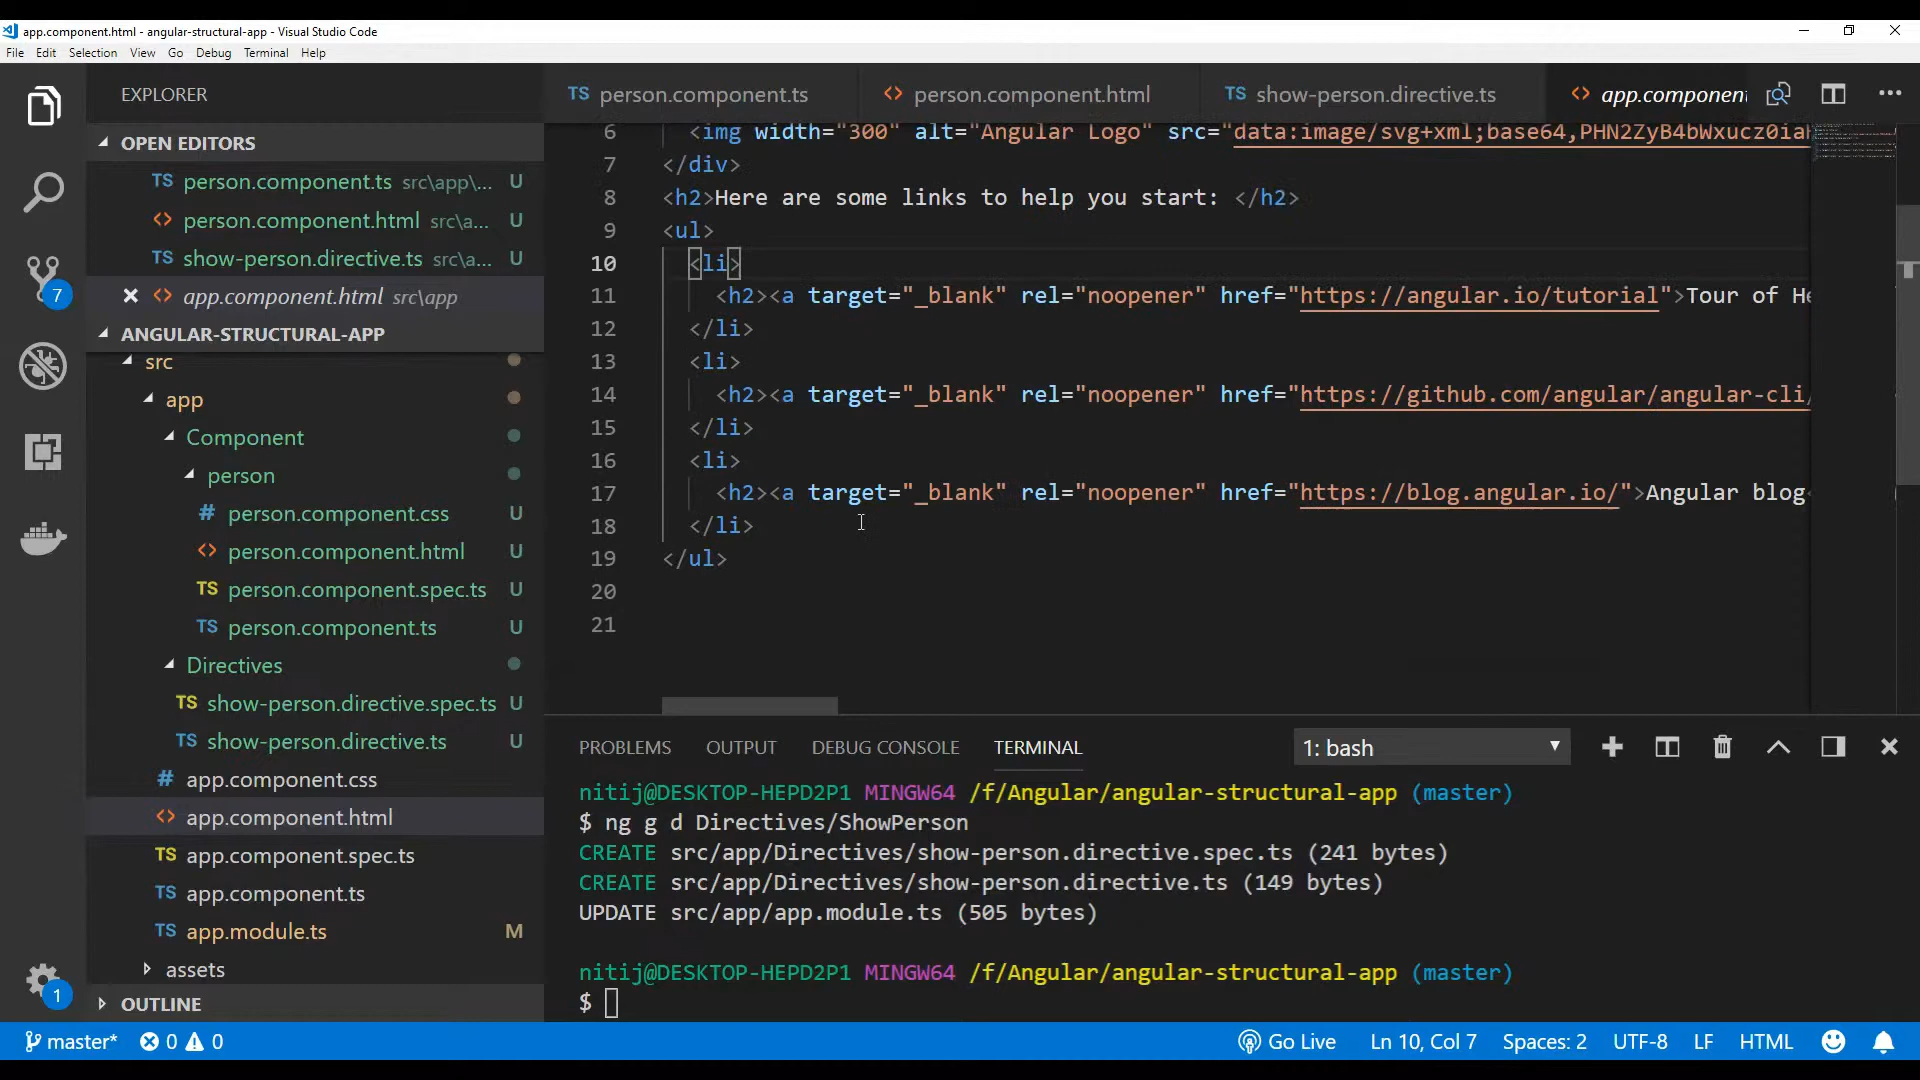 app.component.html - angular-structural-app - Visual Studio Code
File Edit Selection View Go Debug Terminal Help
EXPLORER
OPEN EDITORS
TS person.component.ts src\app\... U
<> person.component.html src\a... U
TS show-person.directive.ts src\a... U
<> app.component.html src\app
ANGULAR-STRUCTURAL-APP
src
app
Component
person
# person.component.css U
<> person.component.html U
TS person.component.spec.ts U
TS person.component.ts U
Directives
TS show-person.directive.spec.ts U
TS show-person.directive.ts U
# app.component.css
<> app.component.html
TS app.component.spec.ts
TS app.component.ts
TS app.module.ts M
assets
OUTLINE
7
1
TS person.component.ts <> person.component.html TS show-person.directive.ts <> app.component
6 <img width="300" alt="Angular Logo" src="data:image/svg+xml;base64,PHN2ZyB4bWxucz0iaH
7 </div>
8 <h2>Here are some links to help you start: </h2>
9 <ul>
10 <li>
11 <h2><a target="_blank" rel="noopener" href="https://angular.io/tutorial">Tour of He
12 </li>
13 <li>
14 <h2><a target="_blank" rel="noopener" href="https://github.com/angular/angular-cli/
15 </li>
16 <li>
17 <h2><a target="_blank" rel="noopener" href="https://blog.angular.io/">Angular blog<
18 </li>
19 </ul>
20
21
PROBLEMS OUTPUT DEBUG CONSOLE TERMINAL 1: bash
nitij@DESKTOP-HEPD2P1 MINGW64 /f/Angular/angular-structural-app (master)
$ ng g d Directives/ShowPerson
CREATE src/app/Directives/show-person.directive.spec.ts (241 bytes)
CREATE src/app/Directives/show-person.directive.ts (149 bytes)
UPDATE src/app/app.module.ts (505 bytes)
nitij@DESKTOP-HEPD2P1 MINGW64 /f/Angular/angular-structural-app (master)
$
master* 0 0 Go Live Ln 10, Col 7 Spaces: 2 UTF-8 LF HTML